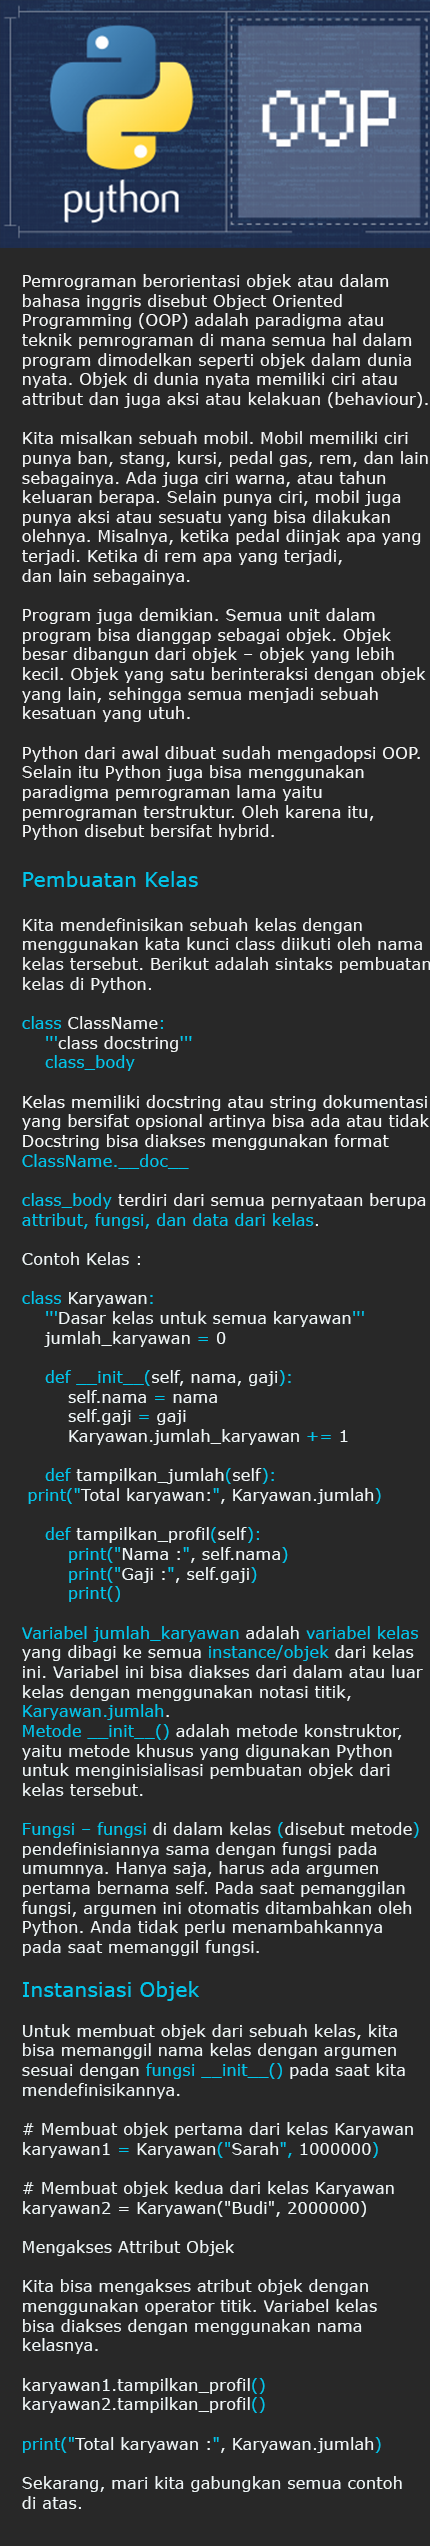 python
OOP
Pemrograman berorientasi objek atau dalam
bahasa inggris disebut Object Oriented
Programming (OOP) adalah paradigma atau
teknik pemrograman di mana semua hal dalam
program dimodelkan seperti objek dalam dunia
nyata. Objek di dunia nyata memiliki ciri atau
attribut dan juga aksi atau kelakuan (behaviour).
Kita misalkan sebuah mobil. Mobil memiliki ciri
punya ban, stang, kursi, pedal gas, rem, dan lain
sebagainya. Ada juga ciri warna, atau tahun
keluaran berapa. Selain punya ciri, mobil juga
punya aksi atau sesuatu yang bisa dilakukan
olehnya. Misalnya, ketika pedal diinjak apa yang
terjadi. Ketika di rem apa yang terjadi,
dan lain sebagainya.
Program juga demikian. Semua unit dalam
program bisa dianggap sebagai objek. Objek
besar dibangun dari objek – objek yang lebih
kecil. Objek yang satu berinteraksi dengan objek
yang lain, sehingga semua menjadi sebuah
kesatuan yang utuh.
Python dari awal dibuat sudah mengadopsi OOP.
Selain itu Python juga bisa menggunakan
paradigma pemrograman lama yaitu
pemrograman terstruktur. Oleh karena itu,
Python disebut bersifat hybrid.
Pembuatan Kelas
Kita mendefinisikan sebuah kelas dengan
menggunakan kata kunci class diikuti oleh nama
kelas tersebut. Berikut adalah sintaks pembuatan
kelas di Python.
class ClassName:
'''class docstring'''
class_body
Kelas memiliki docstring atau string dokumentasi
yang bersifat opsional artinya bisa ada atau tidak
Docstring bisa diakses menggunakan format
ClassName.__doc__
class_body terdiri dari semua pernyataan berupa
attribut, fungsi, dan data dari kelas.
Contoh Kelas :
class Karyawan:
'''Dasar kelas untuk semua karyawan'''
jumlah_karyawan = 0
def __init__(self, nama, gaji):
self.nama = nama
self.gaji = gaji
Karyawan.jumlah_karyawan += 1
def tampilkan_jumlah(self):
print("Total karyawan:", Karyawan.jumlah)
def tampilkan_profil(self):
print("Nama :", self.nama)
print("Gaji :", self.gaji)
print()
Variabel jumlah_karyawan adalah variabel kelas
yang dibagi ke semua instance/objek dari kelas
ini. Variabel ini bisa diakses dari dalam atau luar
kelas dengan menggunakan notasi titik,
Karyawan.jumlah.
Metode __init__() adalah metode konstruktor,
yaitu metode khusus yang digunakan Python
untuk menginisialisasi pembuatan objek dari
kelas tersebut.
Fungsi – fungsi di dalam kelas (disebut metode)
pendefinisiannya sama dengan fungsi pada
umumnya. Hanya saja, harus ada argumen
pertama bernama self. Pada saat pemanggilan
fungsi, argumen ini otomatis ditambahkan oleh
Python. Anda tidak perlu menambahkannya
pada saat memanggil fungsi.
Instansiasi Objek
Untuk membuat objek dari sebuah kelas, kita
bisa memanggil nama kelas dengan argumen
sesuai dengan fungsi __init__() pada saat kita
mendefinisikannya.
# Membuat objek pertama dari kelas Karyawan
karyawan1 = Karyawan("Sarah", 1000000)
# Membuat objek kedua dari kelas Karyawan
karyawan2 = Karyawan("Budi", 2000000)
Mengakses Attribut Objek
Kita bisa mengakses atribut objek dengan
menggunakan operator titik. Variabel kelas
bisa diakses dengan menggunakan nama
kelasnya.
karyawan1.tampilkan_profil()
karyawan2.tampilkan_profil()
print("Total karyawan :", Karyawan.jumlah)
Sekarang, mari kita gabungkan semua contoh
di atas.